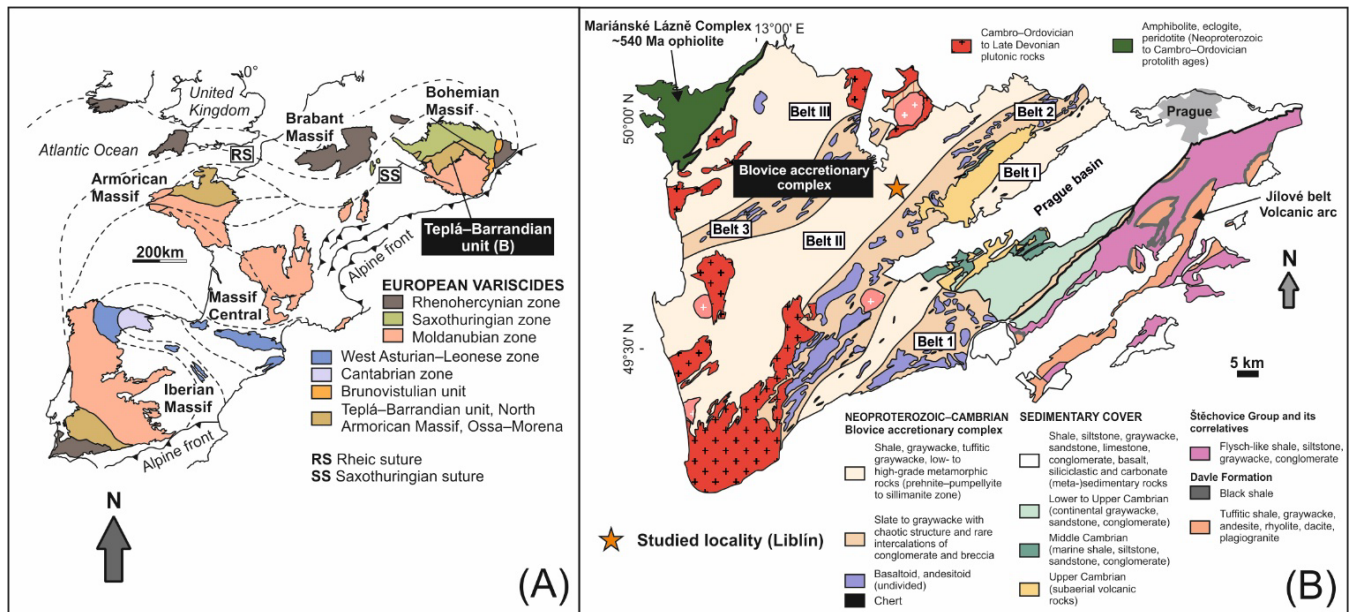 (A)
0°
United
Kingdom
Atlantic Ocean
RS
Brabant
Massif
Bohemian
Massif
SS
Armorican
Massif
Teplá–Barrandian
unit (B)
200km
Alpine front
Massif
Central
Iberian
Massif
Alpine front
EUROPEAN VARISCIDES
Rhenohercynian zone
Saxothuringian zone
Moldanubian zone
West Asturian–Leonese zone
Cantabrian zone
Brunovistulian unit
Teplá–Barrandian unit, North
Armorican Massif, Ossa–Morena
RS Rheic suture
SS Saxothuringian suture
N
(B)
Mariánské Lázně Complex
~540 Ma ophiolite
13°00' E
50°00' N
49°30' N
Cambro–Ordovician
to Late Devonian
plutonic rocks
Amphibolite, eclogite,
peridotite (Neoproterozoic
to Cambro–Ordovician
protolith ages)
Belt III
Belt 2
Prague
Blovice accretionary
complex
Belt I
Prague basin
Jílové belt
Volcanic arc
Belt 3
Belt II
Belt 1
N
5 km
Studied locality (Liblín)
NEOPROTEROZOIC–CAMBRIAN
Blovice accretionary complex
Shale, graywacke, tuffitic
graywacke, low- to
high-grade metamorphic
rocks (prehnite–pumpellyite
to sillimanite zone)
Slate to graywacke with
chaotic structure and rare
intercalations of
conglomerate and breccia
Basaltoid, andesitoid
(undivided)
Chert
SEDIMENTARY COVER
Shale, siltstone, graywacke,
sandstone, limestone,
conglomerate, basalt,
siliciclastic and carbonate
(meta-)sedimentary rocks
Lower to Upper Cambrian
(continental graywacke,
sandstone, conglomerate)
Middle Cambrian
(marine shale, siltstone,
sandstone, conglomerate)
Upper Cambrian
(subaerial volcanic
rocks)
Štěchovice Group and its
correlatives
Flysch-like shale, siltstone,
graywacke, conglomerate
Davle Formation
Black shale
Tuffitic shale, graywacke,
andesite, rhyolite, dacite,
plagiogranite